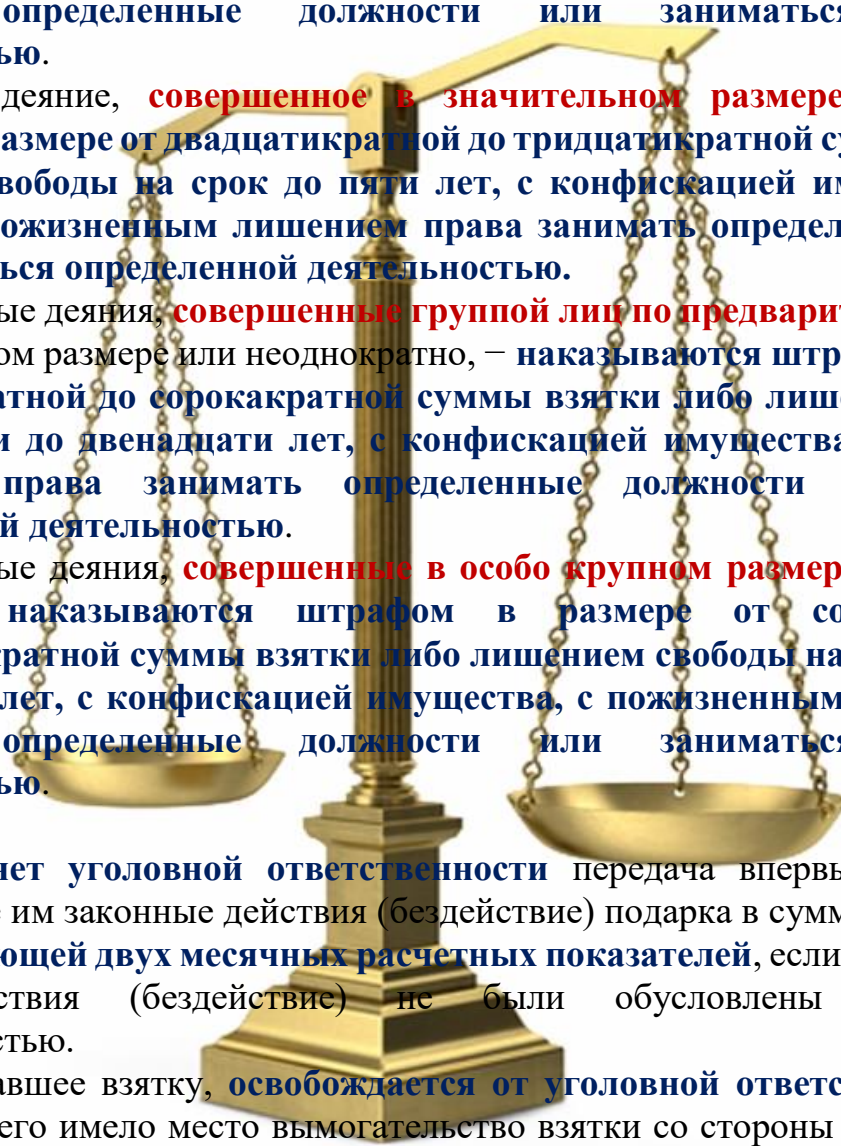 определенные должности или заниматься
ью.
деяние, совершенное в значительном размере
азмере от двадцатикратной до тридцатикратной су
вободы на срок до пяти лет, с конфискацией им
ожизненным лишением права занимать определ
ься определенной деятельностью.
ые деяния, совершенные группой лиц по предварит
ом размере или неоднократно, − наказываются штр
атной до сорокакратной суммы взятки либо лише
и до двенадцати лет, с конфискацией имущества
права занимать определенные должности
й деятельностью.
ые деяния, совершенные в особо крупном размер
наказываются штрафом в размере от со
кратной суммы взятки либо лишением свободы на
лет, с конфискацией имущества, с пожизненным
определенные должности или заниматься
ью.
нет уголовной ответственности передача впервы
е им законные действия (бездействие) подарка в сумм
ющей двух месячных расчетных показателей, если
ствия (бездействие) не были обусловлены
стью.
авшее взятку, освобождается от уголовной ответс
его имело место вымогательство взятки со стороны